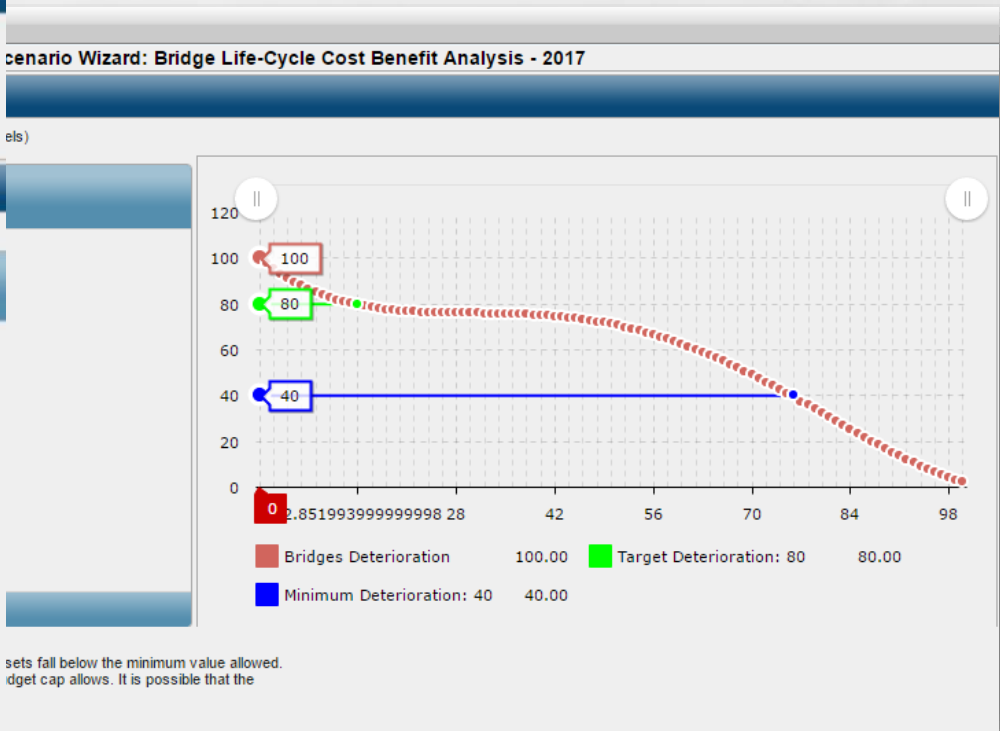 cenario Wizard: Bridge Life-Cycle Cost Benefit Analysis - 2017
els)
120
100
80
60
40
20
0
100
80
40
0 2.851993999999998 28 42 56 70 84 98
Bridges Deterioration 100.00 Target Deterioration: 80 80.00
Minimum Deterioration: 40 40.00
sets fall below the minimum value allowed.
dget cap allows. It is possible that the